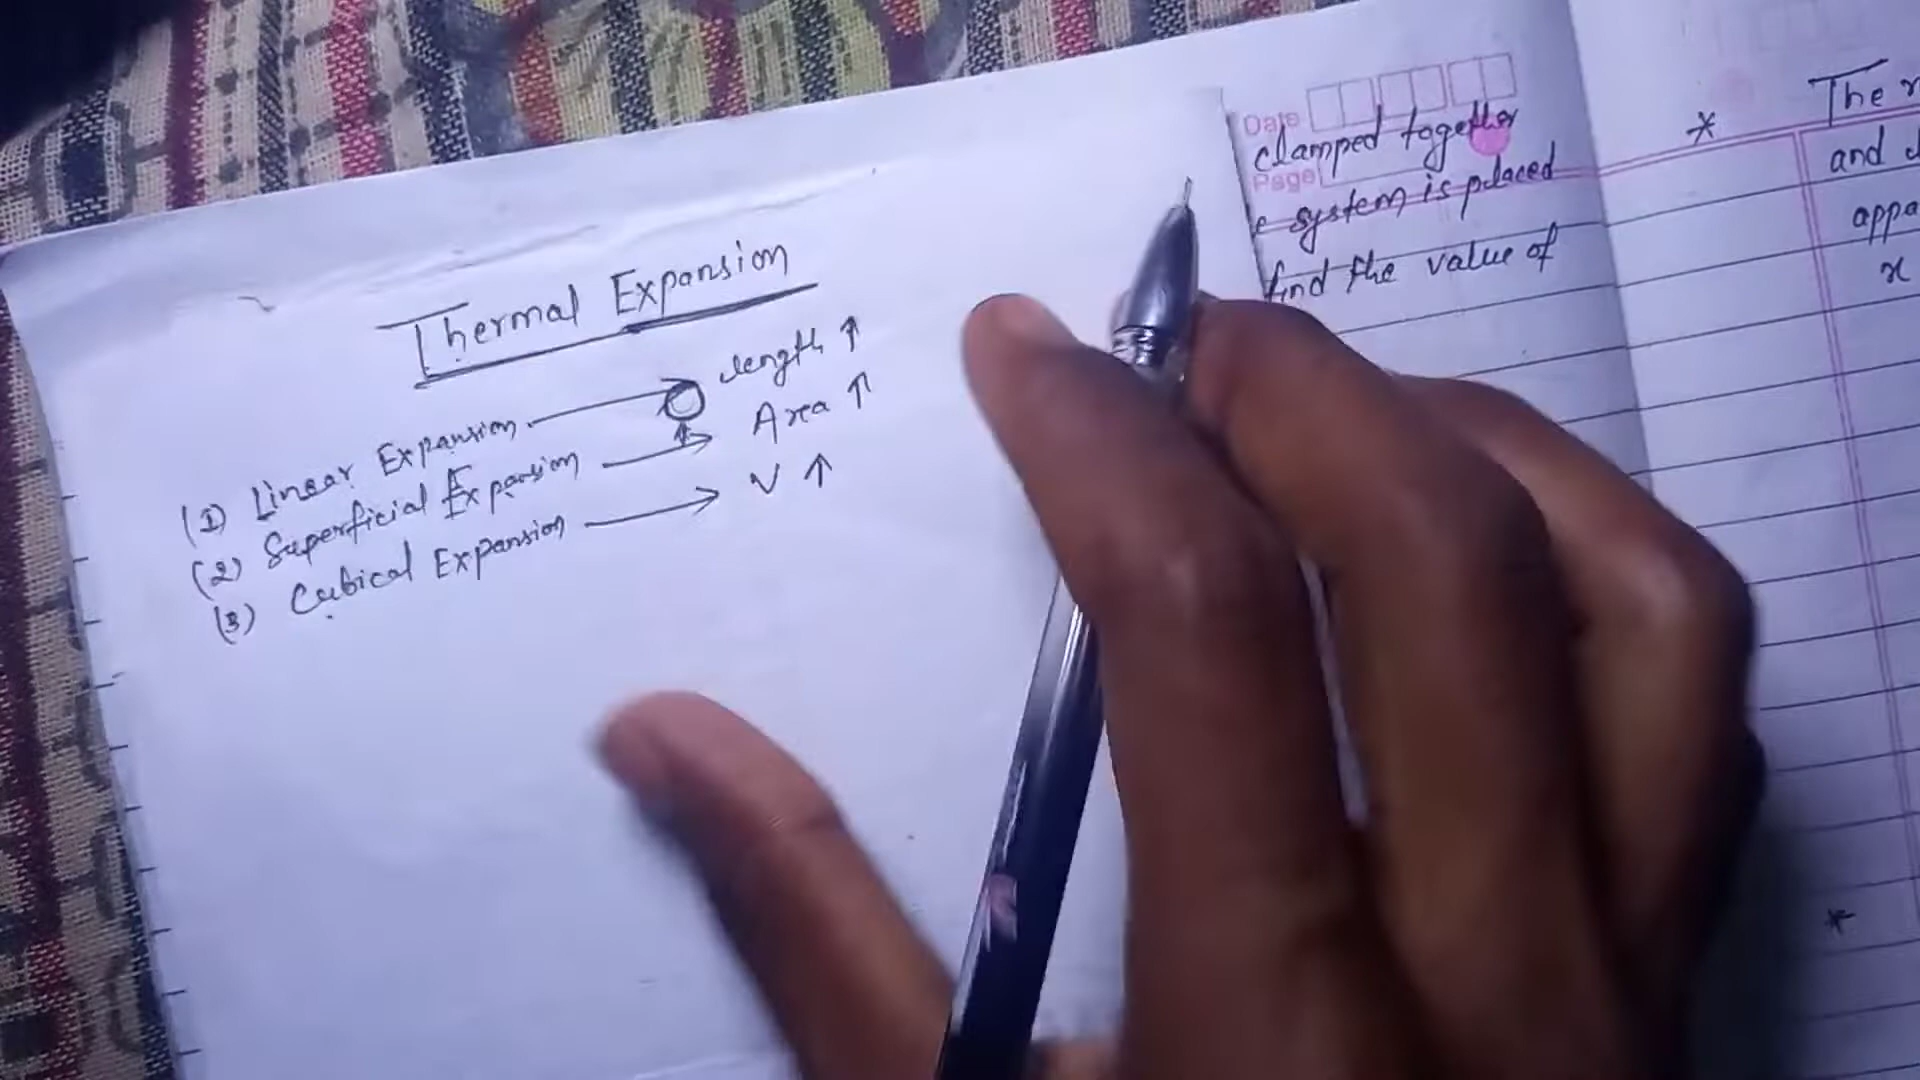 Thermal Expansion
(1) Linear Expansion → length ↑
(2) Superficial Expansion → Area ↑
(3) Cubical Expansion → V ↑
Date
clamped together
Page
system is placed
find the value of
*
The
and
appa
x
*